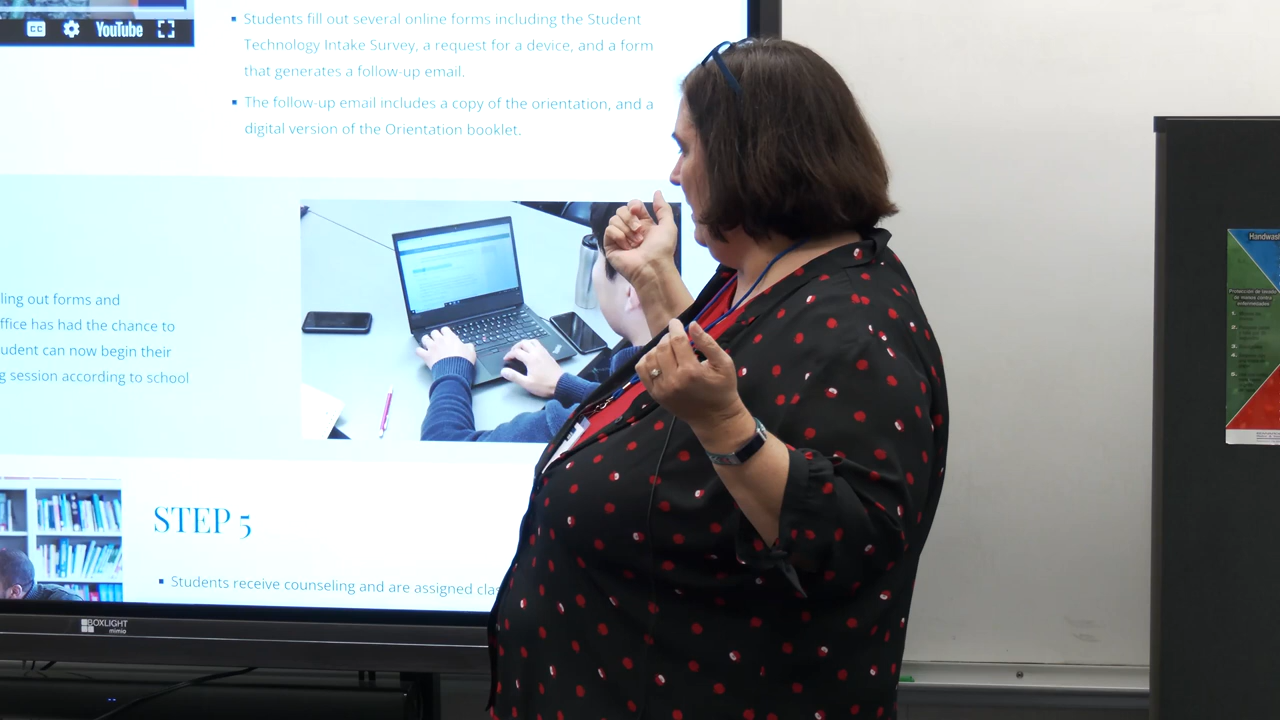 CC
YouTube
Students fill out several online forms including the Student
Technology Intake Survey, a request for a device, and a form
that generates a follow-up email.
The follow-up email includes a copy of the orientation, and a
digital version of the Orientation booklet.
ling out forms and
ffice has had the chance to
udent can now begin their
g session according to school
STEP 5
Students receive counseling and are assigned clas
BOXLIGHT
mimio
Handwas